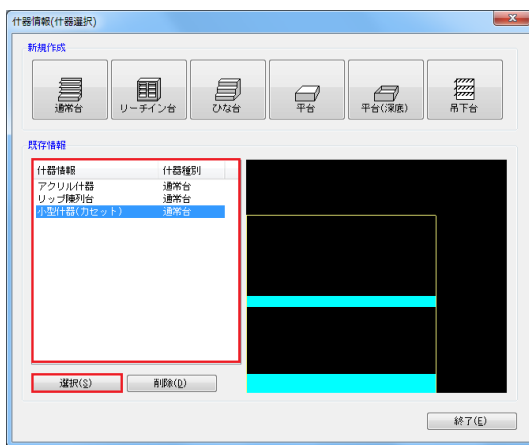 什器情報(什器選択)
新規作成
通常台 リーチイン台 ひな台 平台 平台(深底) 吊下台
既存情報
什器情報 什器種別
アクリル什器 通常台
リップ陳列台 通常台
小型什器(カセット) 通常台
選択(S) 削除(D)
終了(E)